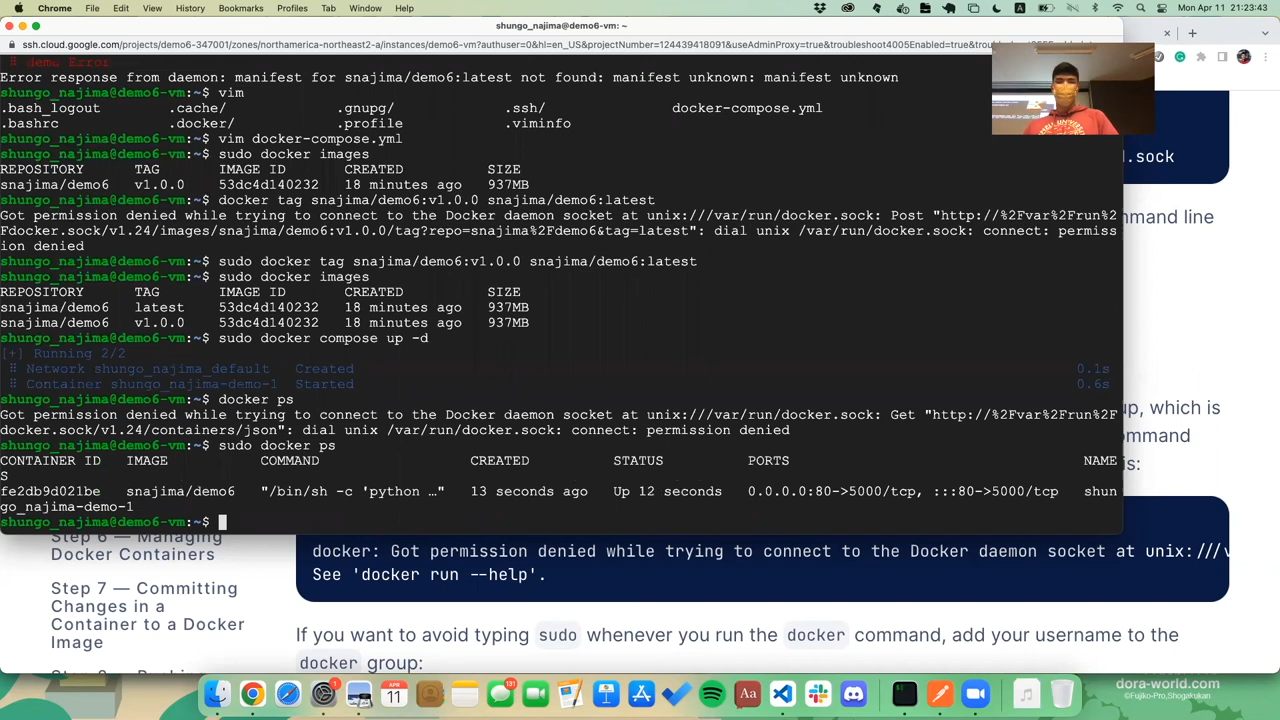 Chrome File Edit View History Bookmarks Profiles Tab Window Help
Mon Apr 11 21:23:43
shungo_najima@demo6-vm: ~
ssh.cloud.google.com/projects/demo6-347001/zones/northamerica-northeast2-a/instances/demo6-vm?authuser=0&hl=en_US&projectNumber=124439418091&useAdminProxy=true&troubleshoot4005Enabled=true&troubles
demo Error
Error response from daemon: manifest for snajima/demo6:latest not found: manifest unknown: manifest unknown
shungo_najima@demo6-vm:~$ vim
.bash_logout .cache/ .gnupg/ .ssh/ docker-compose.yml
.bashrc .docker/ .profile .viminfo
shungo_najima@demo6-vm:~$ vim docker-compose.yml
shungo_najima@demo6-vm:~$ sudo docker images
REPOSITORY TAG IMAGE ID CREATED SIZE
snajima/demo6 v1.0.0 53dc4d140232 18 minutes ago 937MB
shungo_najima@demo6-vm:~$ docker tag snajima/demo6:v1.0.0 snajima/demo6:latest
Got permission denied while trying to connect to the Docker daemon socket at unix:///var/run/docker.sock: Post "http://%2Fvar%2Frun%2
Fdocker.sock/v1.24/images/snajima/demo6:v1.0.0/tag?repo=snajima%2Fdemo6&tag=latest": dial unix /var/run/docker.sock: connect: permiss
ion denied
shungo_najima@demo6-vm:~$ sudo docker tag snajima/demo6:v1.0.0 snajima/demo6:latest
shungo_najima@demo6-vm:~$ sudo docker images
REPOSITORY TAG IMAGE ID CREATED SIZE
snajima/demo6 latest 53dc4d140232 18 minutes ago 937MB
snajima/demo6 v1.0.0 53dc4d140232 18 minutes ago 937MB
shungo_najima@demo6-vm:~$ sudo docker compose up -d
[+] Running 2/2
⠿ Network shungo_najima_default Created 0.1s
⠿ Container shungo_najima-demo-1 Started 0.6s
shungo_najima@demo6-vm:~$ docker ps
Got permission denied while trying to connect to the Docker daemon socket at unix:///var/run/docker.sock: Get "http://%2Fvar%2Frun%2F
docker.sock/v1.24/containers/json": dial unix /var/run/docker.sock: connect: permission denied
shungo_najima@demo6-vm:~$ sudo docker ps
CONTAINER ID IMAGE COMMAND CREATED STATUS PORTS NAME
S
fe2db9d021be snajima/demo6 "/bin/sh -c 'python …" 13 seconds ago Up 12 seconds 0.0.0.0:80->5000/tcp, :::80->5000/tcp shun
go_najima-demo-1
shungo_najima@demo6-vm:~$
l.sock
mmand line
up, which is
ommand
is:
Step 6 — Managing
Docker Containers
Step 7 — Committing
Changes in a
Container to a Docker
Image
docker: Got permission denied while trying to connect to the Docker daemon socket at unix:///v
See 'docker run --help'.
If you want to avoid typing sudo whenever you run the docker command, add your username to the
docker group:
APR
11
131
1
Aa
dora-world.com
©Fujiko-Pro,Shogakukan